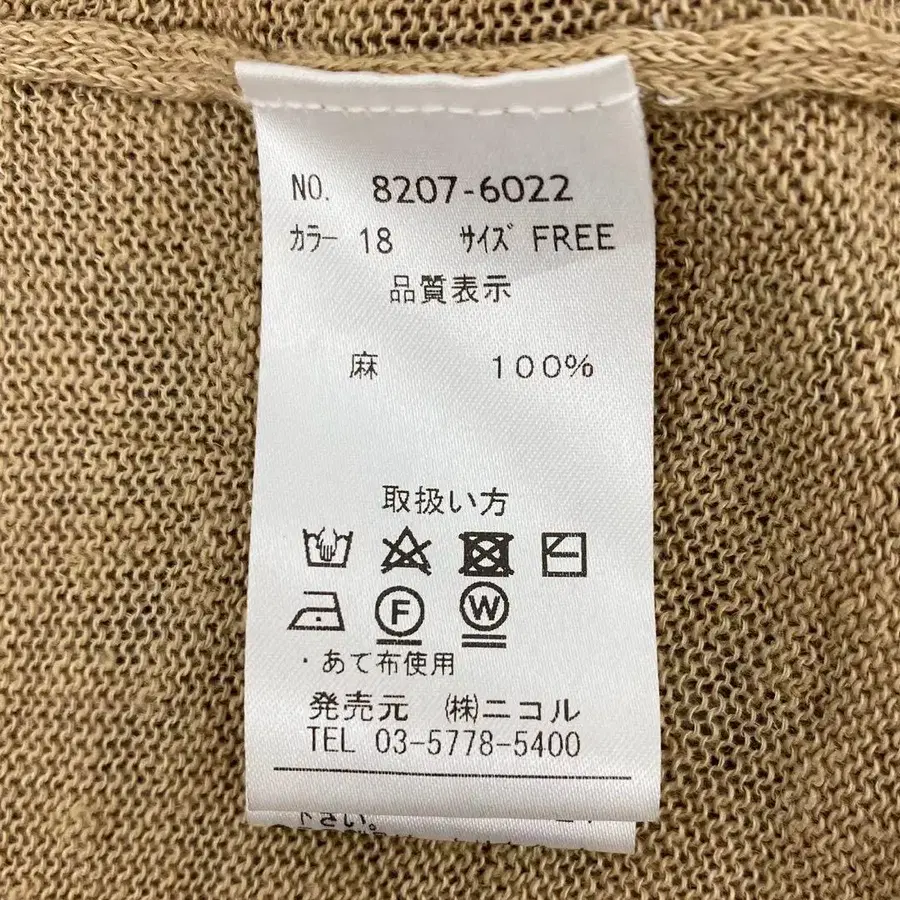 NO. 8207-6022
カラー 18 サイズ FREE
品質表示
麻 100%
取扱い方
F W
・あて布使用
発売元 ㈱ニコル
TEL 03-5778-5400